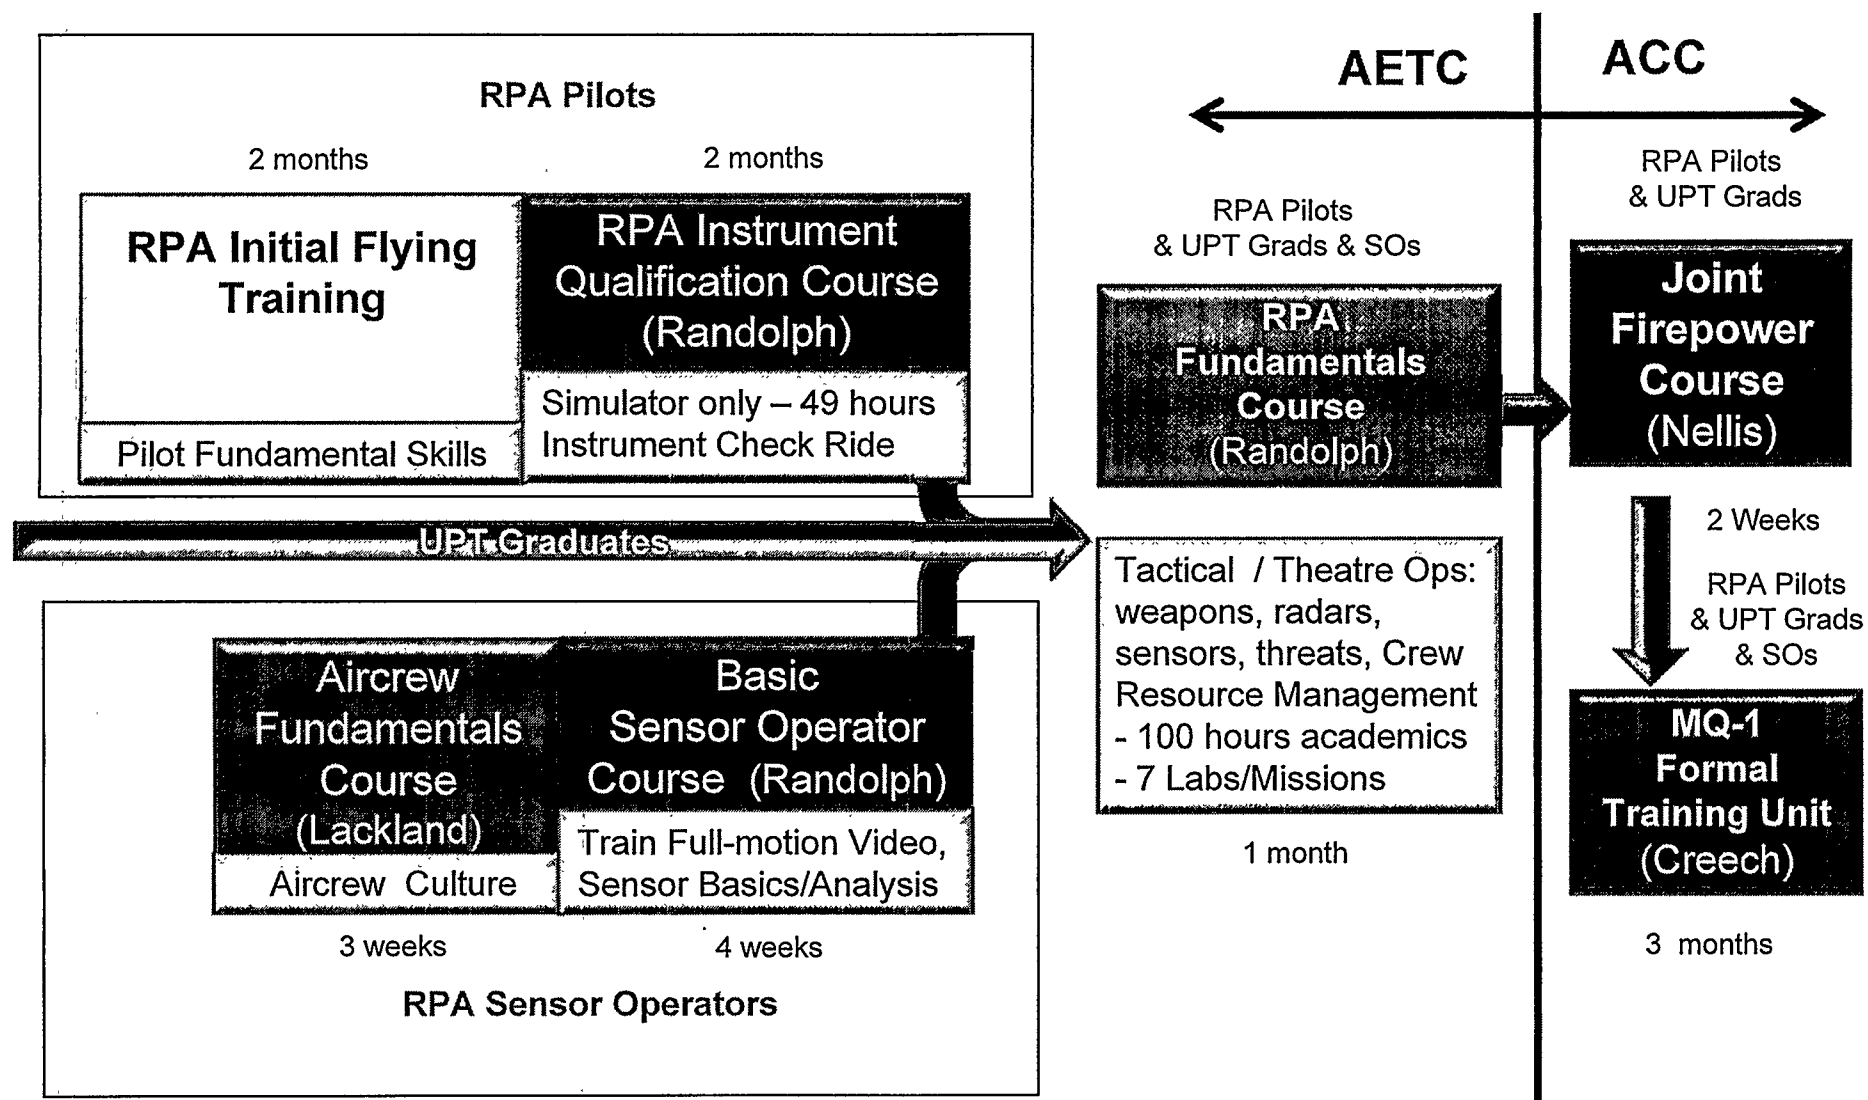 RPA Pilots
2 months
2 months
RPA Initial Flying
Training
Pilot Fundamental Skills
RPA Instrument
Qualification Course
(Randolph)
Simulator only – 49 hours
Instrument Check Ride
UPT Graduates
Aircrew
Fundamentals
Course
(Lackland)
Aircrew Culture
Basic
Sensor Operator
Course (Randolph)
Train Full-motion Video,
Sensor Basics/Analysis
3 weeks
4 weeks
RPA Sensor Operators
AETC
ACC
RPA Pilots
& UPT Grads & SOs
RPA
Fundamentals
Course
(Randolph)
Tactical / Theatre Ops:
weapons, radars,
sensors, threats, Crew
Resource Management
- 100 hours academics
- 7 Labs/Missions
1 month
RPA Pilots
& UPT Grads
Joint
Firepower
Course
(Nellis)
2 Weeks
RPA Pilots
& UPT Grads
& SOs
MQ-1
Formal
Training Unit
(Creech)
3 months